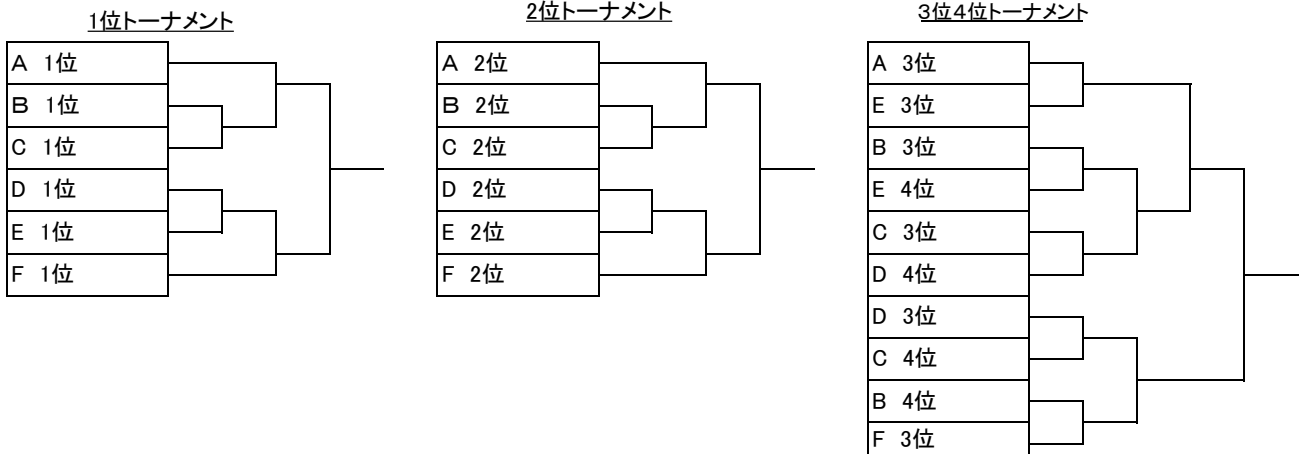 1位トーナメント
A 1位
B 1位
C 1位
D 1位
E 1位
F 1位
2位トーナメント
A 2位
B 2位
C 2位
D 2位
E 2位
F 2位
3位4位トーナメント
A 3位
E 3位
B 3位
E 4位
C 3位
D 4位
D 3位
C 4位
B 4位
F 3位